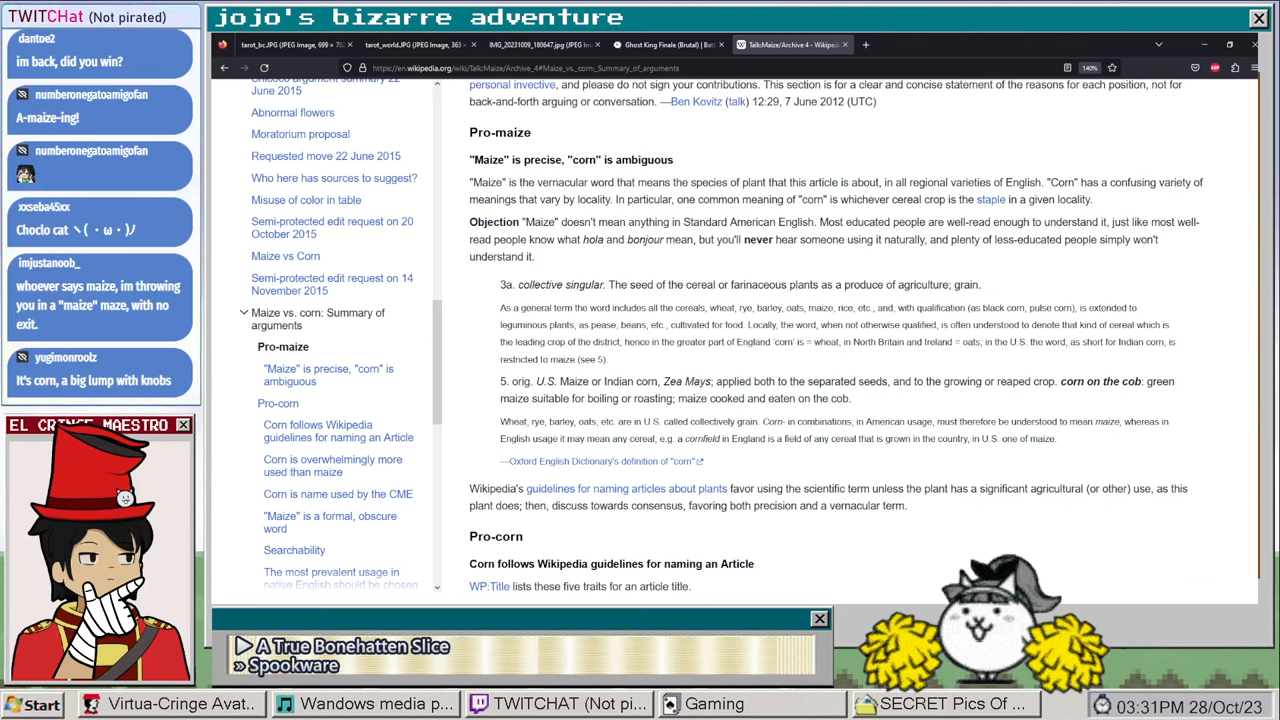 TWITCHat (Not pirated)
dantoe2
im back, did you win?
numberonegatoamigofan
A-maize-ing!
numberonegatoamigofan
xxseba45xx
Choclo cat ヽ(・ω・)ﾉ
imjustanoob_
whoever says maize, im throwing
you in a "maize" maze, with no
exit.
yugimonroolz
It's corn, a big lump with knobs
EL CRINGE MAESTRO
jojo's bizarre adventure
tarot_bc.JPG (JPEG Image, 699 × 70
tarot_world.JPG (JPEG Image, 363 ×
IMG_20231009_180647.jpg (JPEG Im
Ghost King Finale (Brutal) | Batt
Talk:Maize/Archive 4 - Wikipedi
https://en.wikipedia.org/wiki/Talk:Maize/Archive_4#Maize_vs._corn:_Summary_of_arguments
140%
June 2015
Abnormal flowers
Moratorium proposal
Requested move 22 June 2015
Who here has sources to suggest?
Misuse of color in table
Semi-protected edit request on 20
October 2015
Maize vs Corn
Semi-protected edit request on 14
November 2015
Maize vs. corn: Summary of
arguments
Pro-maize
"Maize" is precise, "corn" is
ambiguous
Pro-corn
Corn follows Wikipedia
guidelines for naming an Article
Corn is overwhelmingly more
used than maize
Corn is name used by the CME
"Maize" is a formal, obscure
word
Searchability
The most prevalent usage in
native English should be chosen
personal invective, and please do not sign your contributions. This section is for a clear and concise statement of the reasons for each position, not for
back-and-forth arguing or conversation. —Ben Kovitz (talk) 12:29, 7 June 2012 (UTC)
Pro-maize
"Maize" is precise, "corn" is ambiguous
"Maize" is the vernacular word that means the species of plant that this article is about, in all regional varieties of English. "Corn" has a confusing variety of
meanings that vary by locality. In particular, one common meaning of "corn" is whichever cereal crop is the staple in a given locality.
Objection "Maize" doesn't mean anything in Standard American English. Most educated people are well-read enough to understand it, just like most well-
read people know what hola and bonjour mean, but you'll never hear someone using it naturally, and plenty of less-educated people simply won't
understand it.
3a. collective singular. The seed of the cereal or farinaceous plants as a produce of agriculture; grain.
As a general term the word includes all the cereals, wheat, rye, barley, oats, maize, rice, etc., and, with qualification (as black corn, pulse corn), is extended to
leguminous plants, as pease, beans, etc., cultivated for food. Locally, the word, when not otherwise qualified, is often understood to denote that kind of cereal which is
the leading crop of the district; hence in the greater part of England 'corn' is = wheat, in North Britain and Ireland = oats; in the U.S. the word, as short for Indian corn, is
restricted to maize (see 5).
5. orig. U.S. Maize or Indian corn, Zea Mays; applied both to the separated seeds, and to the growing or reaped crop. corn on the cob: green
maize suitable for boiling or roasting; maize cooked and eaten on the cob.
Wheat, rye, barley, oats, etc. are in U.S. called collectively grain. Corn- in combinations, in American usage, must therefore be understood to mean maize, whereas in
English usage it may mean any cereal; e.g. a cornfield in England is a field of any cereal that is grown in the country, in U.S. one of maize.
—Oxford English Dictionary's definition of "corn"
Wikipedia's guidelines for naming articles about plants favor using the scientific term unless the plant has a significant agricultural (or other) use, as this
plant does; then, discuss towards consensus, favoring both precision and a vernacular term.
Pro-corn
Corn follows Wikipedia guidelines for naming an Article
WP:Title lists these five traits for an article title.
A True Bonehatten Slice
» Spookware
Start
Virtua-Cringe Avat...
Wandows media p...
TWITCHAT (Not pi...
Gaming
SECRET Pics Of ...
03:31PM 28/Oct/23